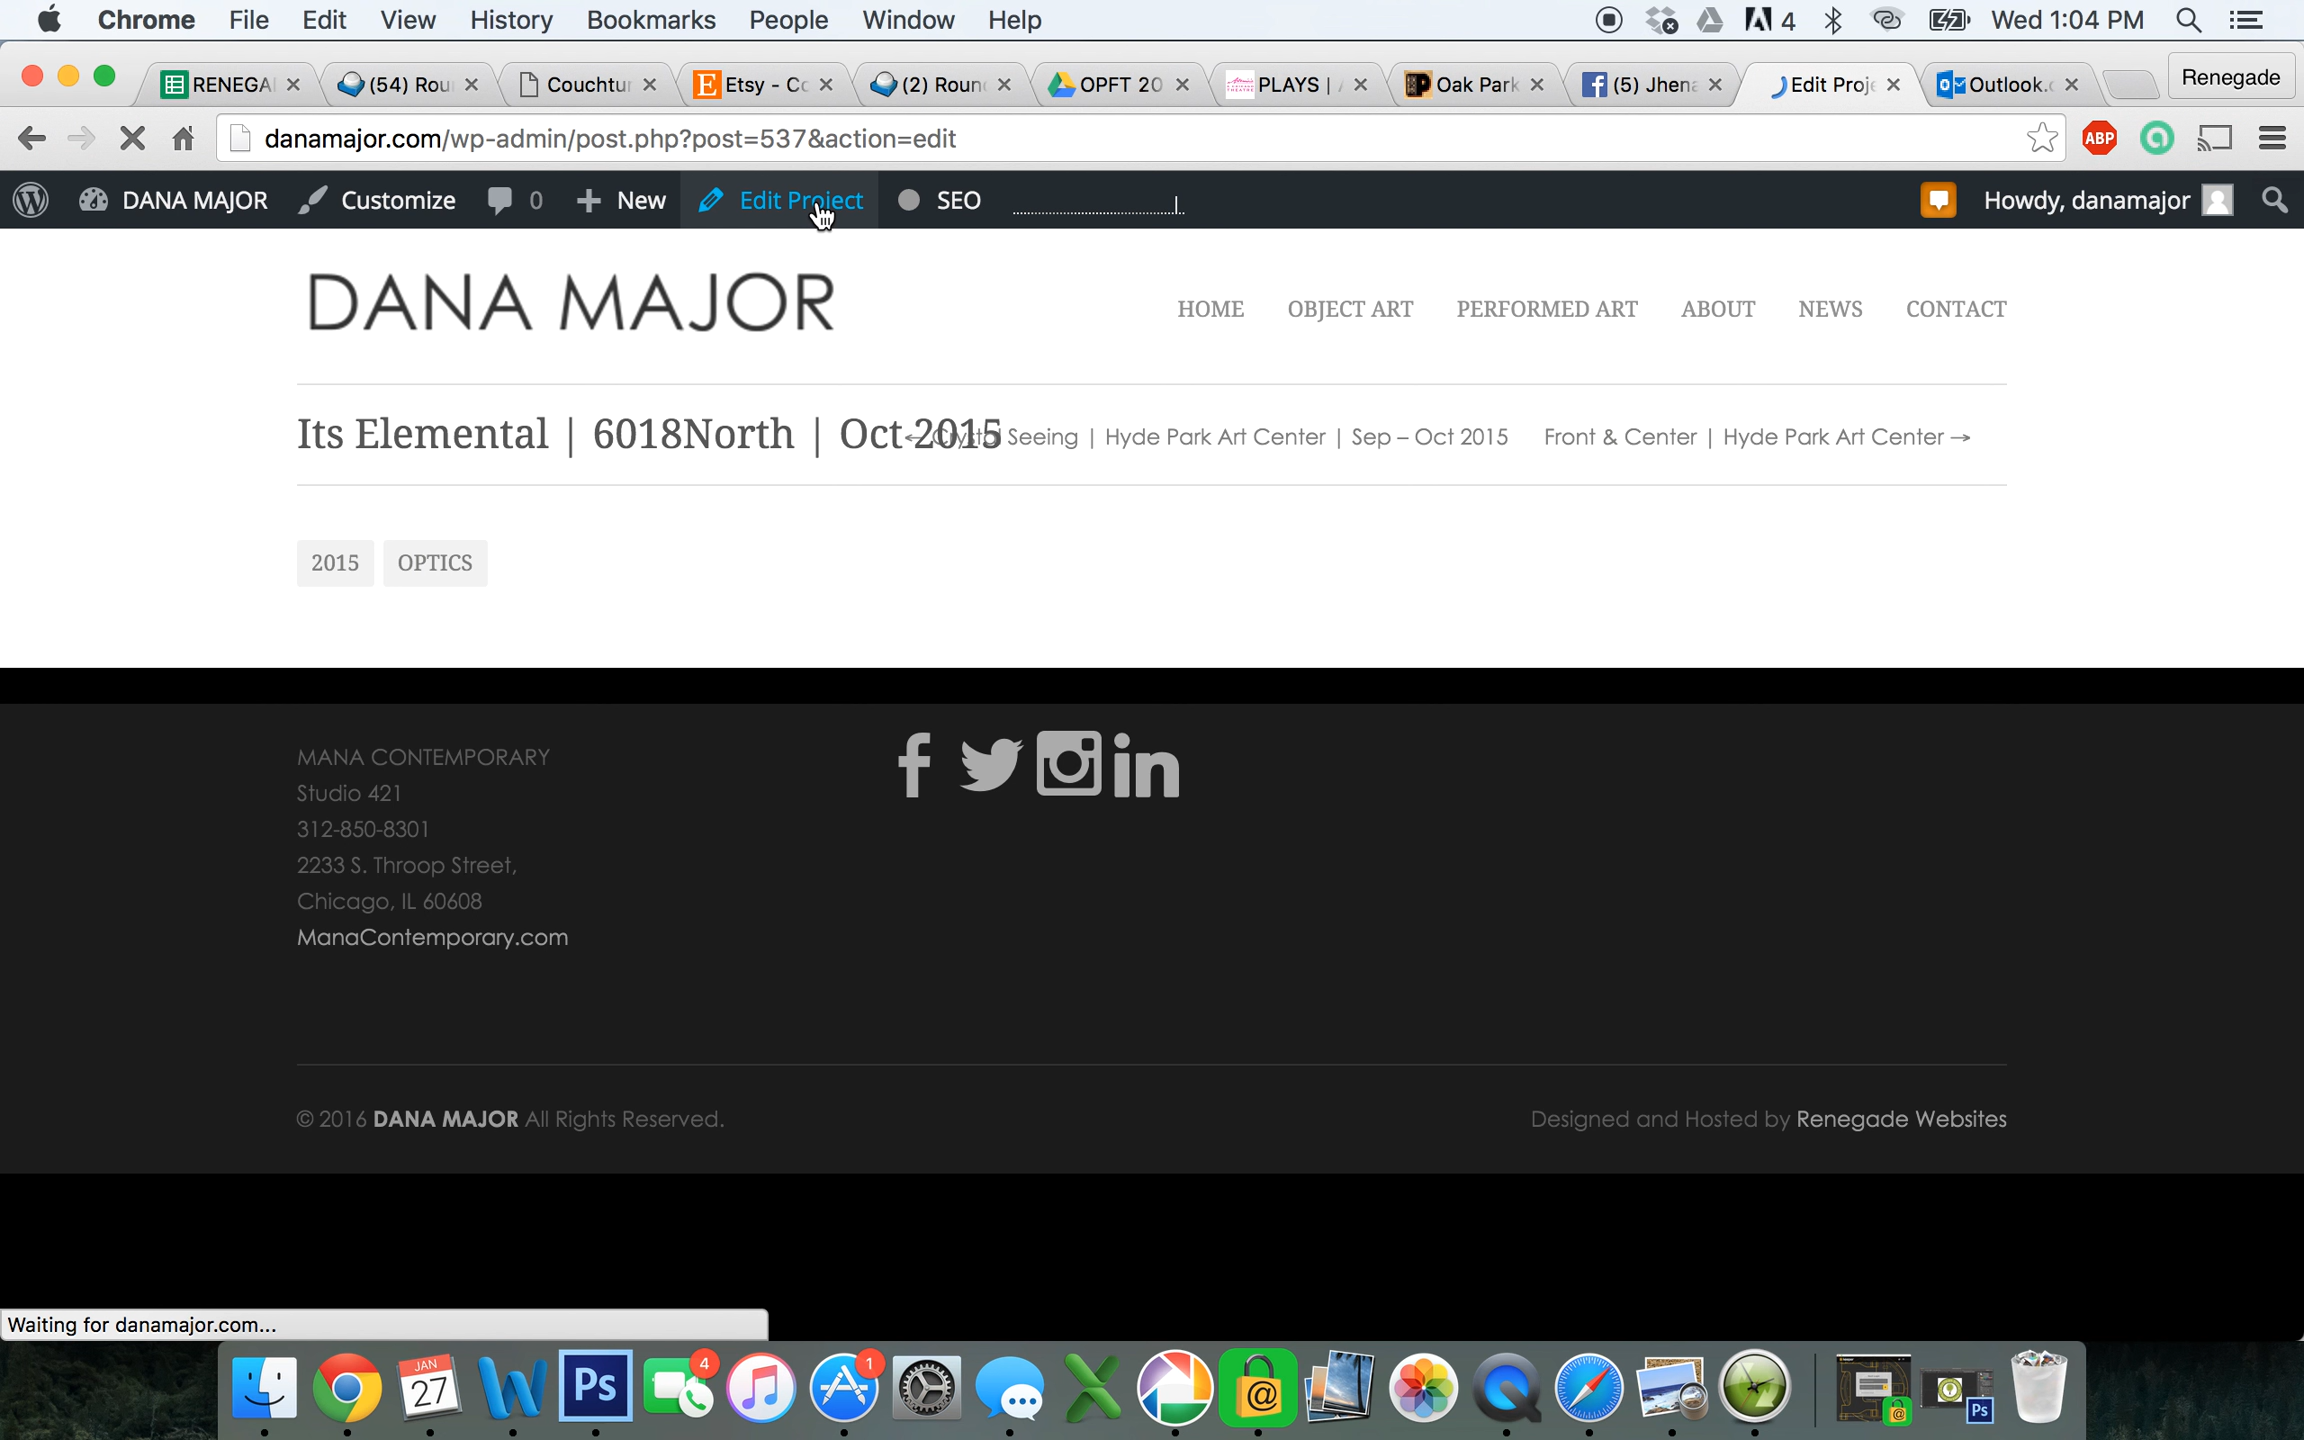 Chrome File Edit View History Bookmarks People Window Help 4 Wed 1:04 PM
RENEGA (54) Rou Couchtur Etsy - Co (2) Roun OPFT 20 PLAYS | Oak Park (5) Jhena Edit Proje Outlook.c Renegade
danamajor.com/wp-admin/post.php?post=537&action=edit ABP
DANA MAJOR Customize 0 New Edit Project SEO Howdy, danamajor
DANA MAJOR
HOME OBJECT ART PERFORMED ART ABOUT NEWS CONTACT
Its Elemental | 6018North | Oct 2015 ← Crystal Seeing | Hyde Park Art Center | Sep – Oct 2015 Front & Center | Hyde Park Art Center →
2015 OPTICS
MANA CONTEMPORARY
Studio 421
312-850-8301
2233 S. Throop Street,
Chicago, IL 60608
ManaContemporary.com
© 2016 DANA MAJOR All Rights Reserved. Designed and Hosted by Renegade Websites
Waiting for danamajor.com...
JAN
27
Ps
4
1
@
Ps